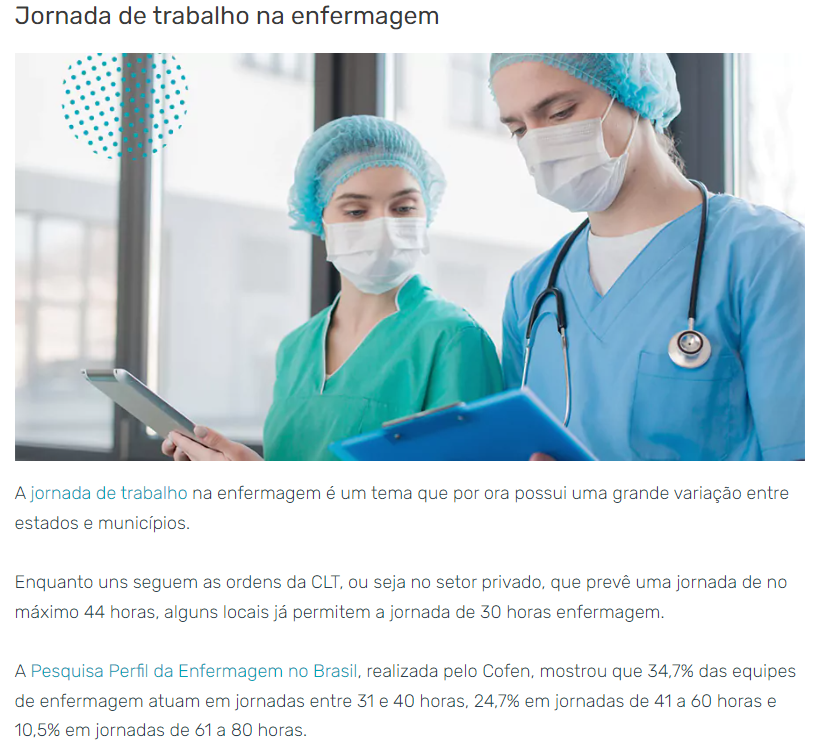 Jornada de trabalho na enfermagem
A jornada de trabalho na enfermagem é um tema que por ora possui uma grande variação entre
estados e municípios.
Enquanto uns seguem as ordens da CLT, ou seja no setor privado, que prevê uma jornada de no
máximo 44 horas, alguns locais já permitem a jornada de 30 horas enfermagem.
A Pesquisa Perfil da Enfermagem no Brasil, realizada pelo Cofen, mostrou que 34,7% das equipes
de enfermagem atuam em jornadas entre 31 e 40 horas, 24,7% em jornadas de 41 a 60 horas e
10,5% em jornadas de 61 a 80 horas.